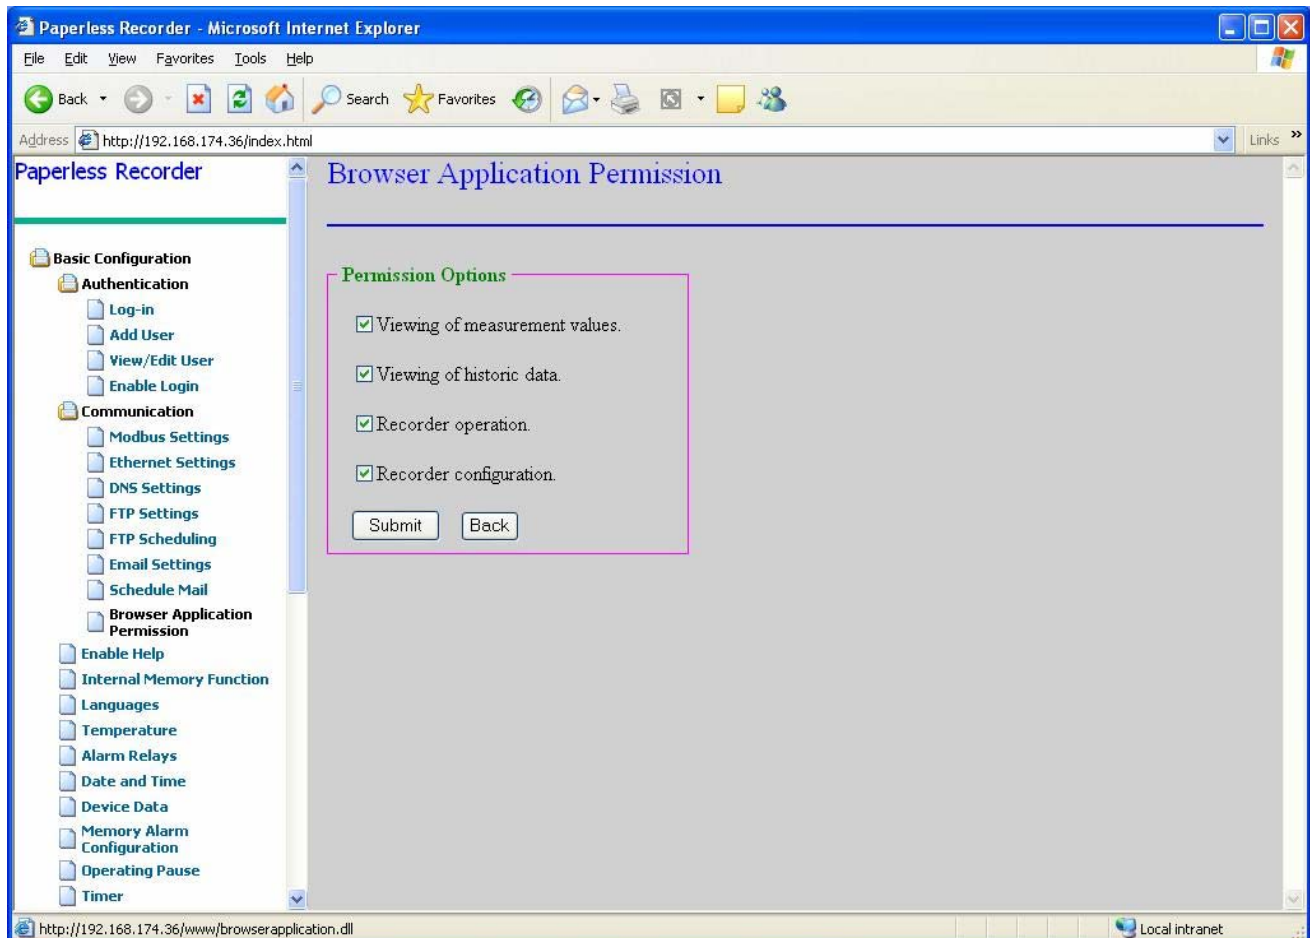 Paperless Recorder - Microsoft Internet Explorer
File Edit View Favorites Tools Help
Back Search Favorites
Address http://192.168.174.36/index.html Links »
Paperless Recorder
Basic Configuration
Authentication
Log-in
Add User
View/Edit User
Enable Login
Communication
Modbus Settings
Ethernet Settings
DNS Settings
FTP Settings
FTP Scheduling
Email Settings
Schedule Mail
Browser Application
Permission
Enable Help
Internal Memory Function
Languages
Temperature
Alarm Relays
Date and Time
Device Data
Memory Alarm
Configuration
Operating Pause
Timer
Browser Application Permission
Permission Options
Viewing of measurement values.
Viewing of historic data.
Recorder operation.
Recorder configuration.
Submit Back
http://192.168.174.36/www/browserapplication.dll Local intranet